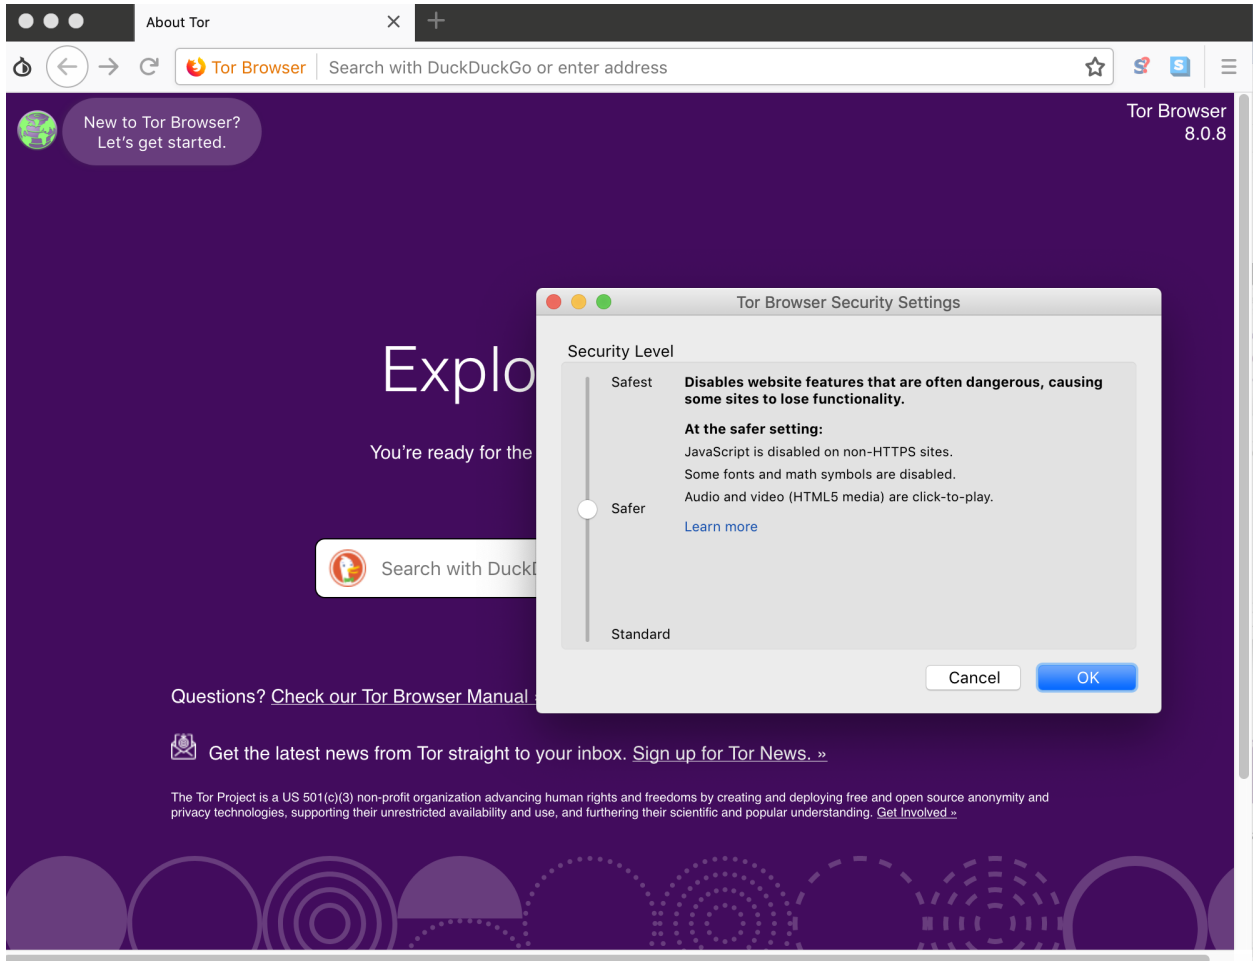 About Tor
Tor Browser
Search with DuckDuckGo or enter address
New to Tor Browser?
Let's get started.
Tor Browser
8.0.8
Explo
You're ready for the
Search with Duck
Tor Browser Security Settings
Security Level
Safest
Disables website features that are often dangerous, causing
some sites to lose functionality.
At the safer setting:
JavaScript is disabled on non-HTTPS sites.
Some fonts and math symbols are disabled.
Audio and video (HTML5 media) are click-to-play.
Safer
Learn more
Standard
Cancel
OK
Questions? Check our Tor Browser Manual
Get the latest news from Tor straight to your inbox. Sign up for Tor News. »
The Tor Project is a US 501(c)(3) non-profit organization advancing human rights and freedoms by creating and deploying free and open source anonymity and
privacy technologies, supporting their unrestricted availability and use, and furthering their scientific and popular understanding. Get Involved »